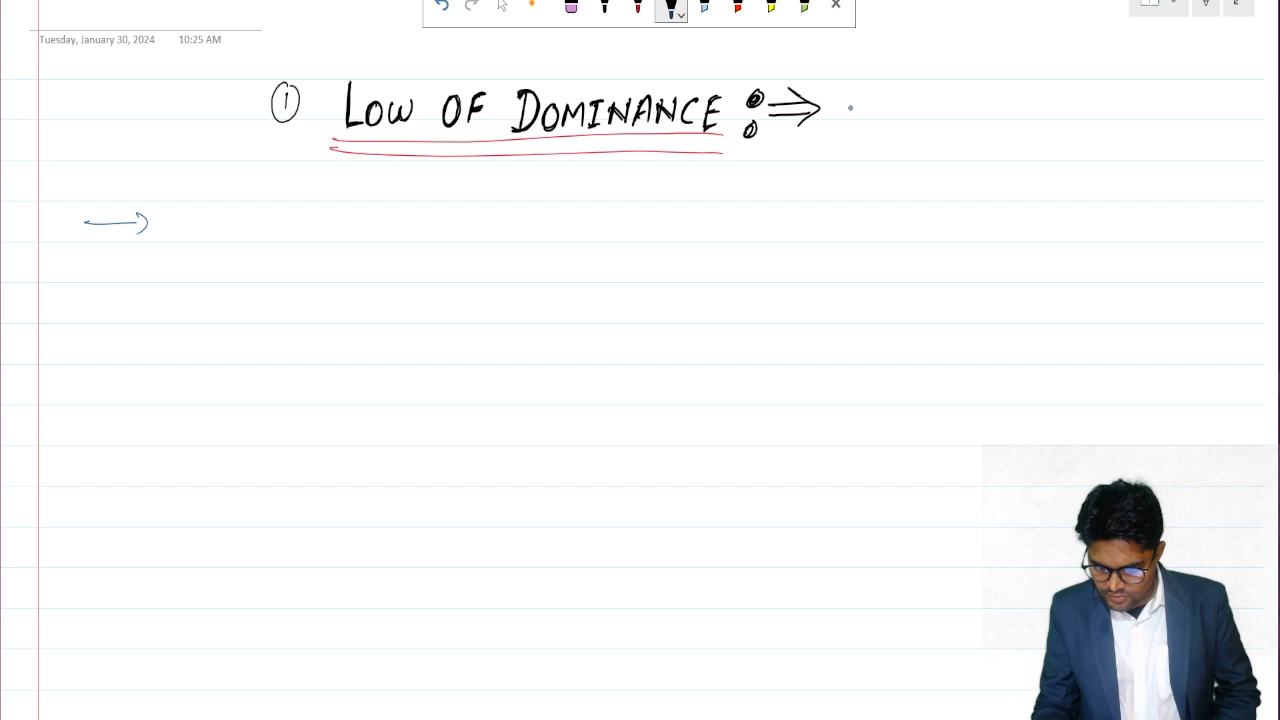 Tuesday, January 30, 2024 10:25 AM
① LOW OF DOMINANCE :⇒
→